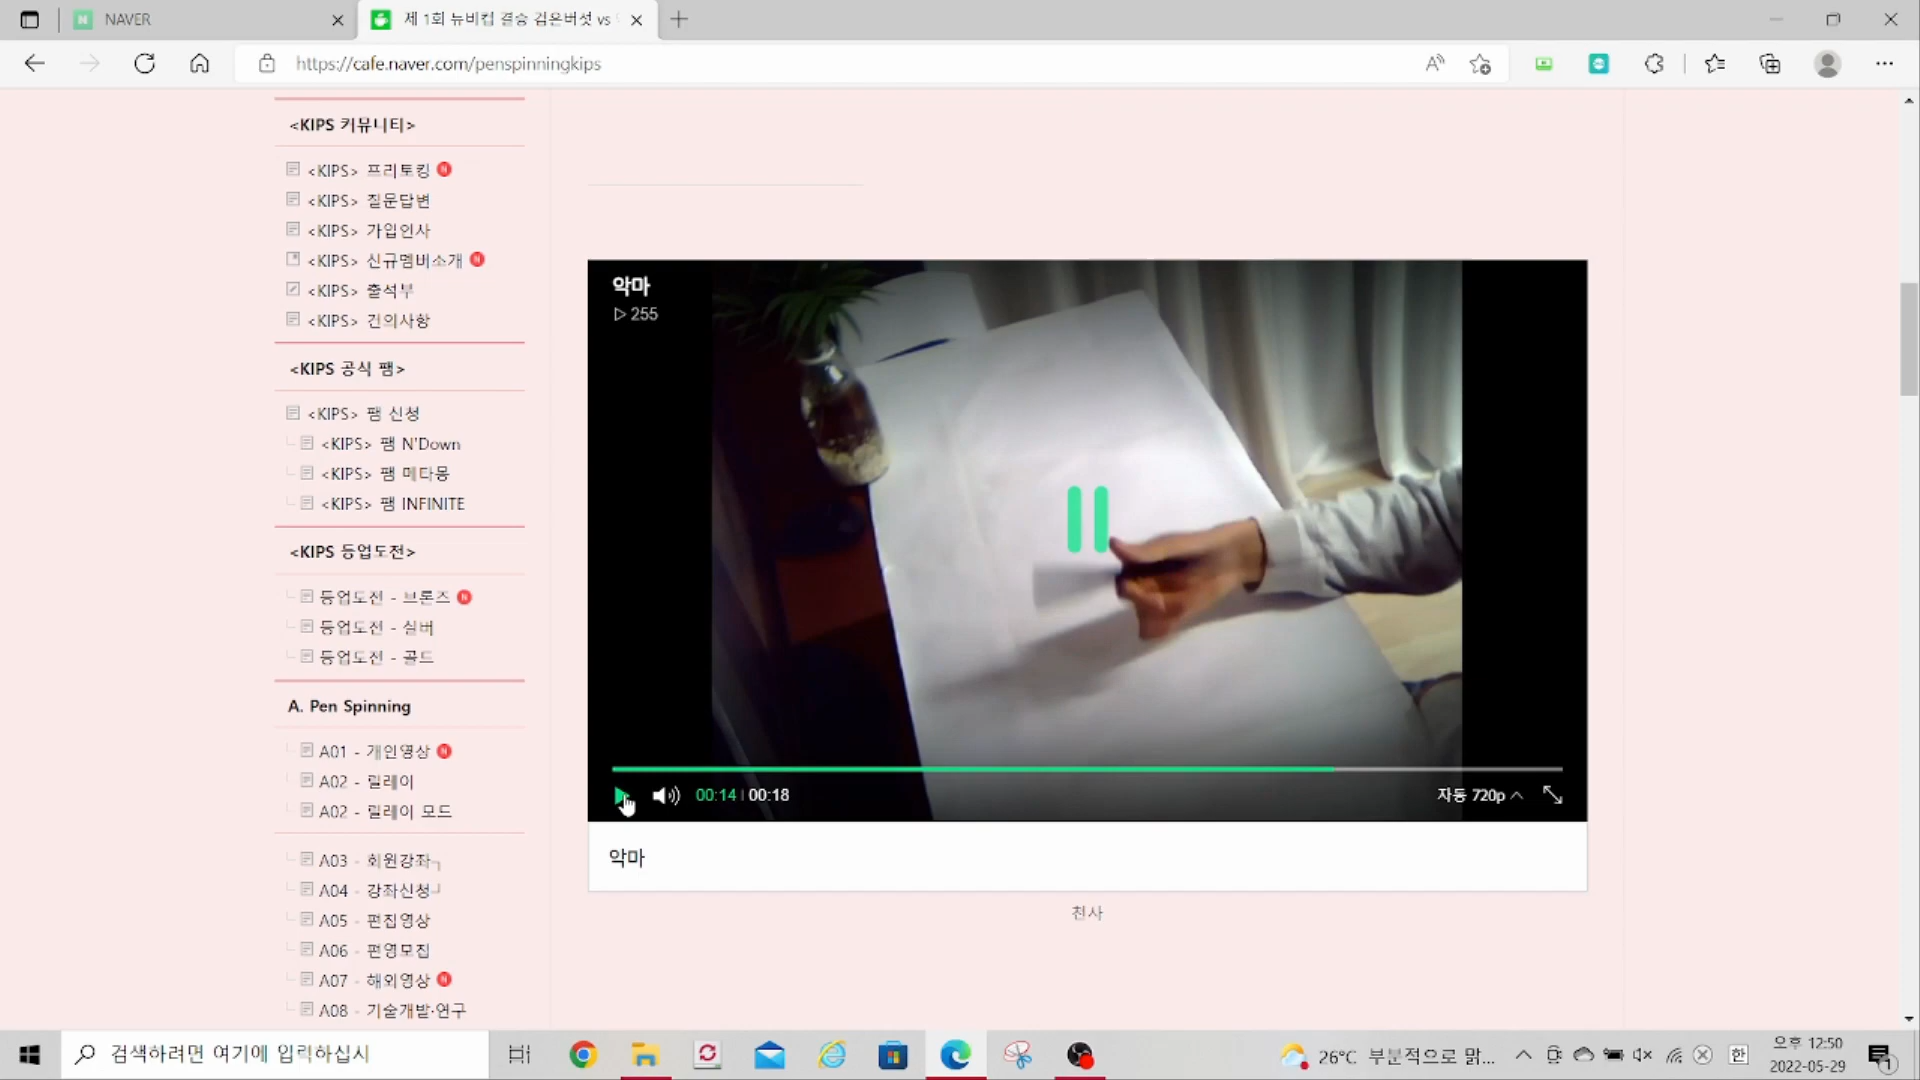 NAVER
제 1회 뉴비컵 결승 검은버섯 vs
https://cafe.naver.com/penspinningkips
<KIPS 커뮤니티>
<KIPS> 프리토킹
<KIPS> 질문답변
<KIPS> 가입인사
<KIPS> 신규멤버소개
<KIPS> 출석부
<KIPS> 건의사항
<KIPS 공식 팸>
<KIPS> 팸 신청
<KIPS> 팸 N'Down
<KIPS> 팸 메타몽
<KIPS> 팸 INFINITE
<KIPS 등업도전>
등업도전 - 브론즈
등업도전 - 실버
등업도전 - 골드
A. Pen Spinning
A01 - 개인영상
A02 - 릴레이
A02 - 릴레이 모드
A03 - 회원강좌┐
A04 - 강좌신청┘
A05 - 편집영상
A06 - 편영모집
A07 - 해외영상
A08 - 기술개발·연구
악마
255
00:14 | 00:18
자동 720p
악마
천사
검색하려면 여기에 입력하십시
26°C 부분적으로 맑...
한
오후 12:50
2022-05-29
1